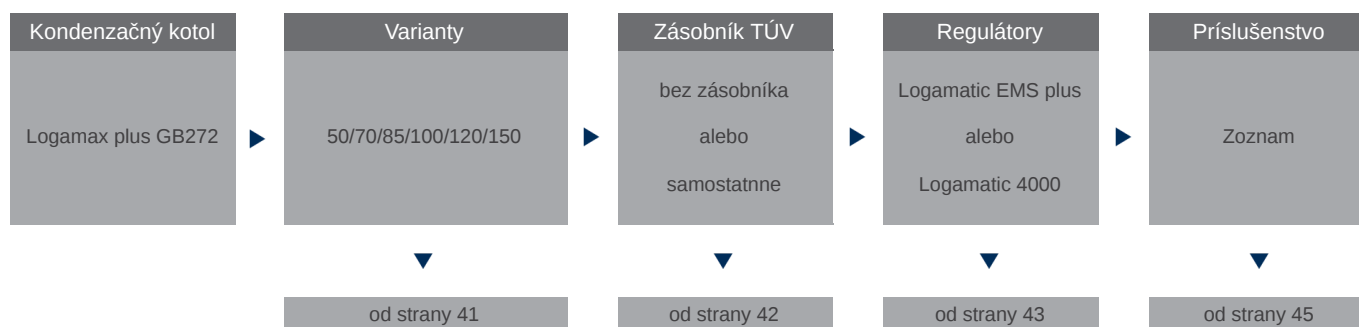 Kondenzačný kotol
Logamax plus GB272
Varianty
50/70/85/100/120/150
od strany 41
Zásobník TÚV
bez zásobníka
alebo
samostatnne
od strany 42
Regulátory
Logamatic EMS plus
alebo
Logamatic 4000
od strany 43
Príslušenstvo
Zoznam
od strany 45